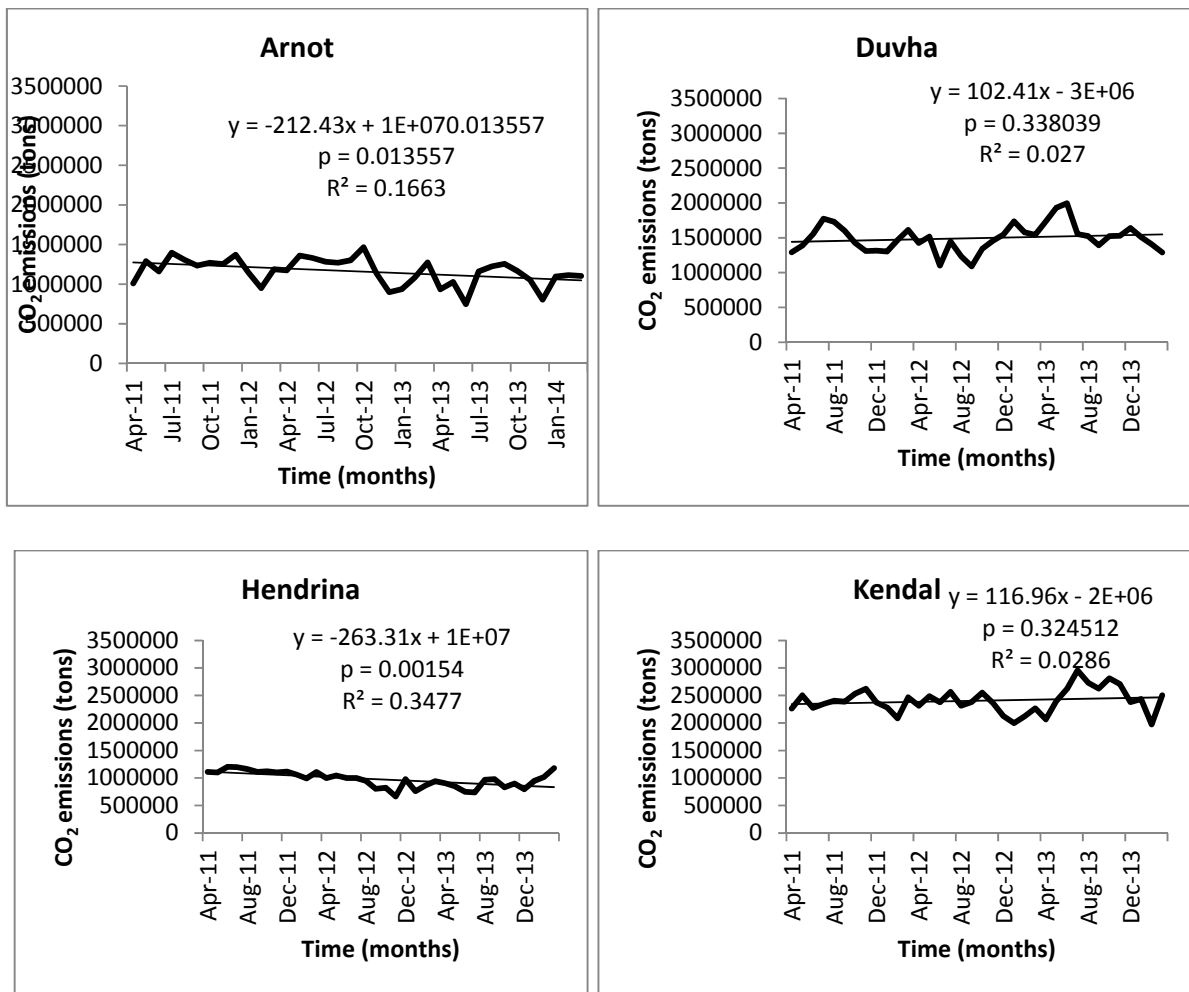 Arnot
y = -212.43x + 1E+070.013557
p = 0.013557
R² = 0.1663
3500000
3000000
2500000
2000000
1500000
1000000
500000
0
CO₂ emissions (tons)
Apr-11
Jul-11
Oct-11
Jan-12
Apr-12
Jul-12
Oct-12
Jan-13
Apr-13
Jul-13
Oct-13
Jan-14
Time (months)
Duvha
y = 102.41x - 3E+06
p = 0.338039
R² = 0.027
3500000
3000000
2500000
2000000
1500000
1000000
500000
0
CO₂ emissions (tons)
Apr-11
Aug-11
Dec-11
Apr-12
Aug-12
Dec-12
Apr-13
Aug-13
Dec-13
Time (months)
Hendrina
y = -263.31x + 1E+07
p = 0.00154
R² = 0.3477
3500000
3000000
2500000
2000000
1500000
1000000
500000
0
CO₂ emissions (tons)
Apr-11
Aug-11
Dec-11
Apr-12
Aug-12
Dec-12
Apr-13
Aug-13
Dec-13
Time (months)
Kendal
y = 116.96x - 2E+06
p = 0.324512
R² = 0.0286
3500000
3000000
2500000
2000000
1500000
1000000
500000
0
CO₂ emissions (tons)
Apr-11
Aug-11
Dec-11
Apr-12
Aug-12
Dec-12
Apr-13
Aug-13
Dec-13
Time (months)